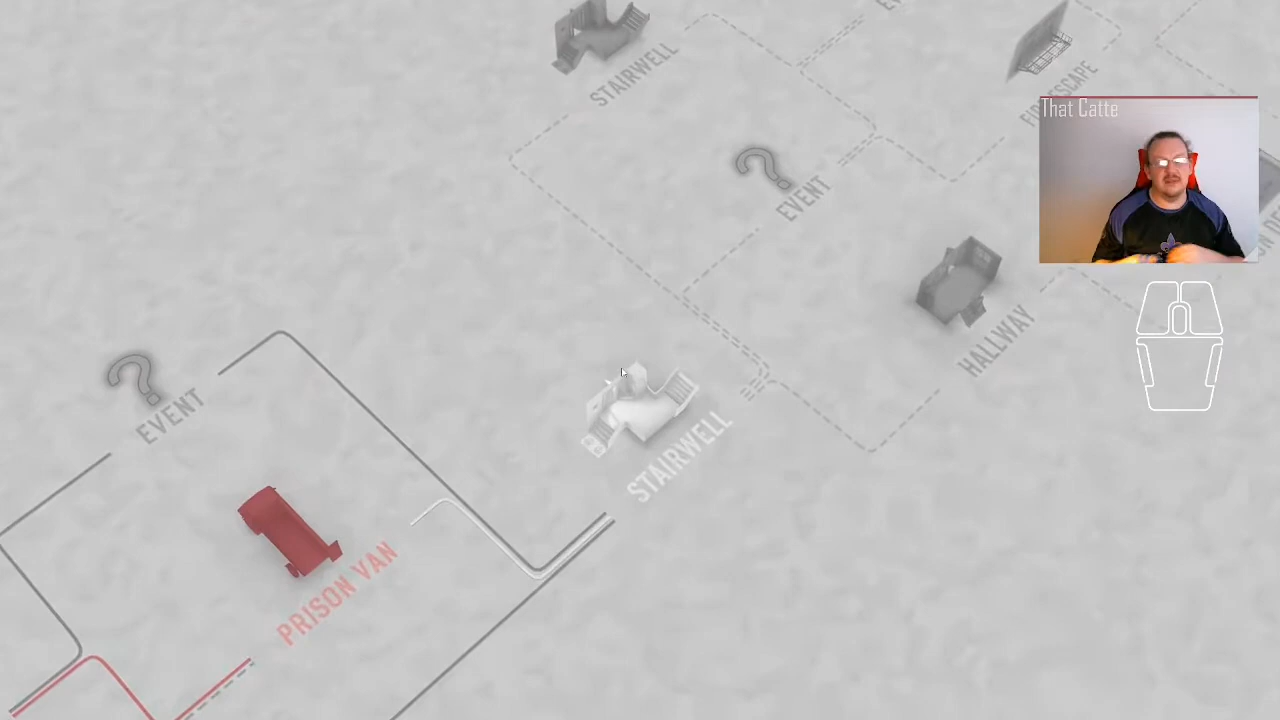 STAIRWELL
That Catte
EVENT
HALLWAY
EVENT
STAIRWELL
PRISON VAN